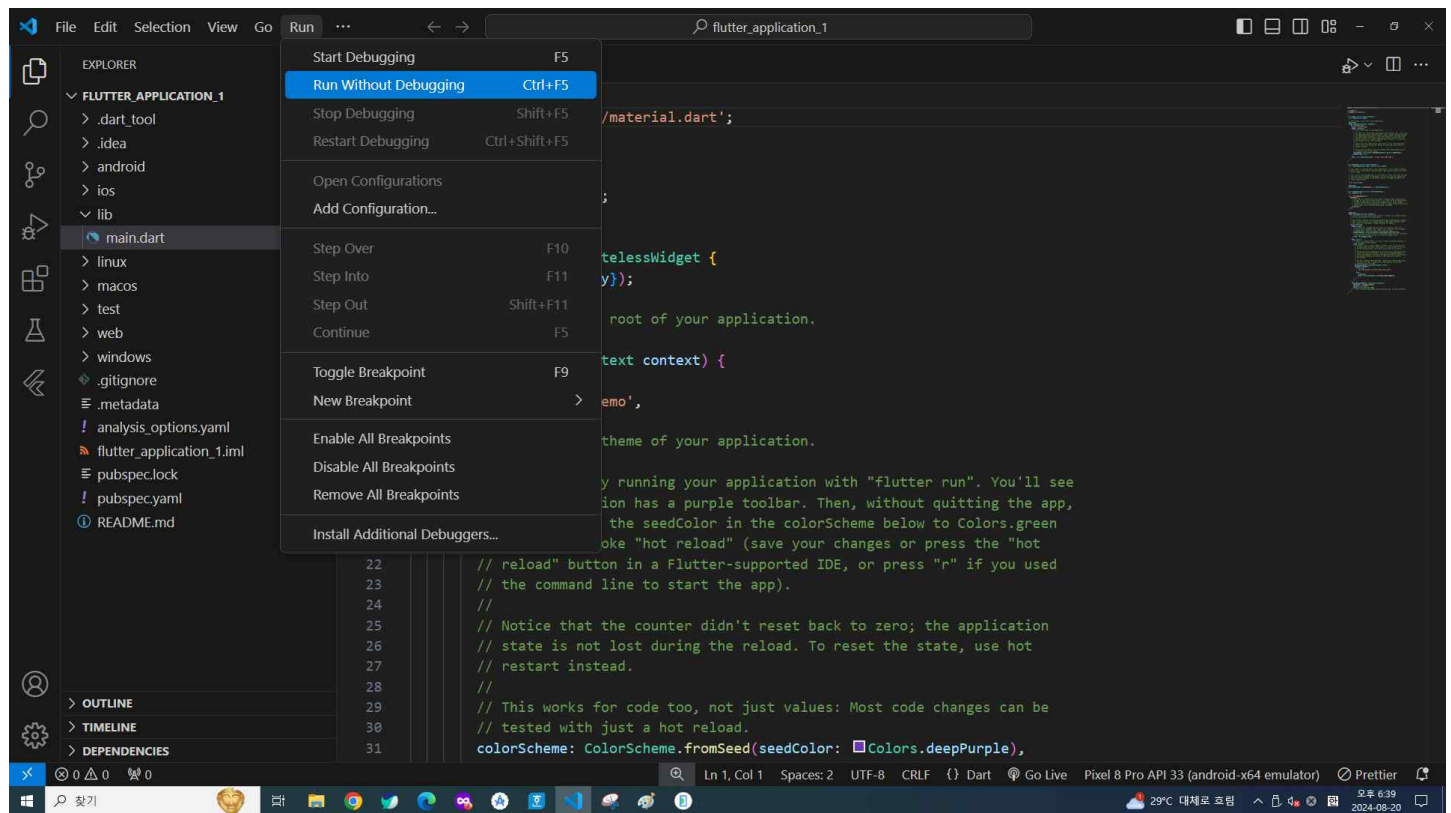 File Edit Selection View Go Run ··· flutter_application_1
EXPLORER
FLUTTER_APPLICATION_1
.dart_tool
.idea
android
ios
lib
main.dart
linux
macos
test
web
windows
.gitignore
.metadata
analysis_options.yaml
flutter_application_1.iml
pubspec.lock
pubspec.yaml
README.md
OUTLINE
TIMELINE
DEPENDENCIES
Start Debugging F5
Run Without Debugging Ctrl+F5
Stop Debugging Shift+F5
Restart Debugging Ctrl+Shift+F5
Open Configurations
Add Configuration...
Step Over F10
Step Into F11
Step Out Shift+F11
Continue F5
Toggle Breakpoint F9
New Breakpoint
Enable All Breakpoints
Disable All Breakpoints
Remove All Breakpoints
Install Additional Debuggers...
/material.dart';
;
telessWidget {
y});
root of your application.
text context) {
emo',
theme of your application.
y running your application with "flutter run". You'll see
ion has a purple toolbar. Then, without quitting the app,
the seedColor in the colorScheme below to Colors.green
oke "hot reload" (save your changes or press the "hot
22 // reload" button in a Flutter-supported IDE, or press "r" if you used
23 // the command line to start the app).
24 //
25 // Notice that the counter didn't reset back to zero; the application
26 // state is not lost during the reload. To reset the state, use hot
27 // restart instead.
28 //
29 // This works for code too, not just values: Most code changes can be
30 // tested with just a hot reload.
31 colorScheme: ColorScheme.fromSeed(seedColor: Colors.deepPurple),
0 0 0 Ln 1, Col 1 Spaces: 2 UTF-8 CRLF {} Dart Go Live Pixel 8 Pro API 33 (android-x64 emulator) Prettier
찾기 29°C 대체로 흐림 오후 6:39
2024-08-20